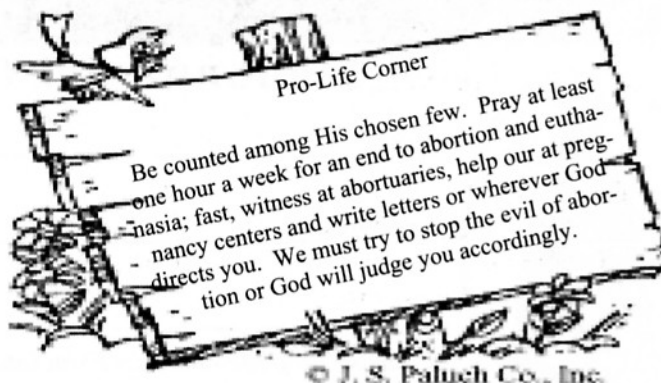 Pro-Life Corner
Be counted among His chosen few. Pray at least
one hour a week for an end to abortion and eutha-
nasia; fast, witness at abortuaries, help our at preg-
nancy centers and write letters or wherever God
directs you. We must try to stop the evil of abor-
tion or God will judge you accordingly.
© J. S. Paluch Co., Inc.